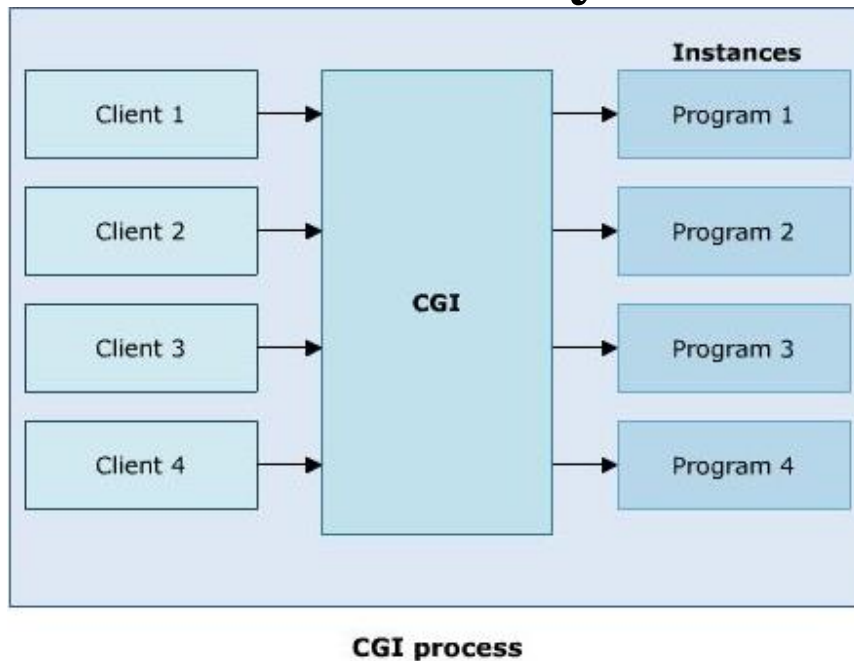 Instances
Client 1
Program 1
Client 2
Program 2
CGI
Client 3
Program 3
Client 4
Program 4
CGI process